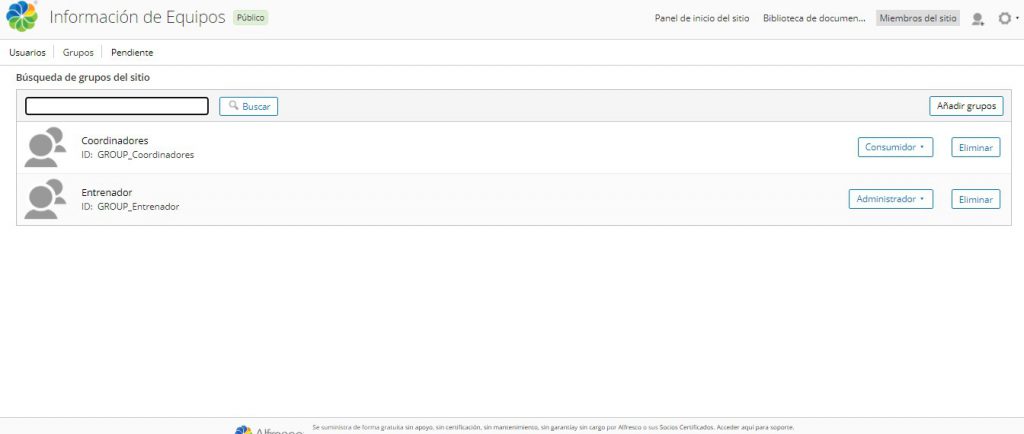 Información de Equipos Público
Panel de inicio del sitio Biblioteca de documen... Miembros del sitio
Usuarios Grupos Pendiente
Búsqueda de grupos del sitio
Buscar Añadir grupos
Coordinadores
ID: GROUP_Coordinadores
Consumidor Eliminar
Entrenador
ID: GROUP_Entrenador
Administrador Eliminar
Alfresco
Se suministra de forma gratuita sin apoyo, sin certificación, sin mantenimiento, sin garantíay sin cargo por Alfresco o sus Socios Certificados. Acceder aquí para soporte.